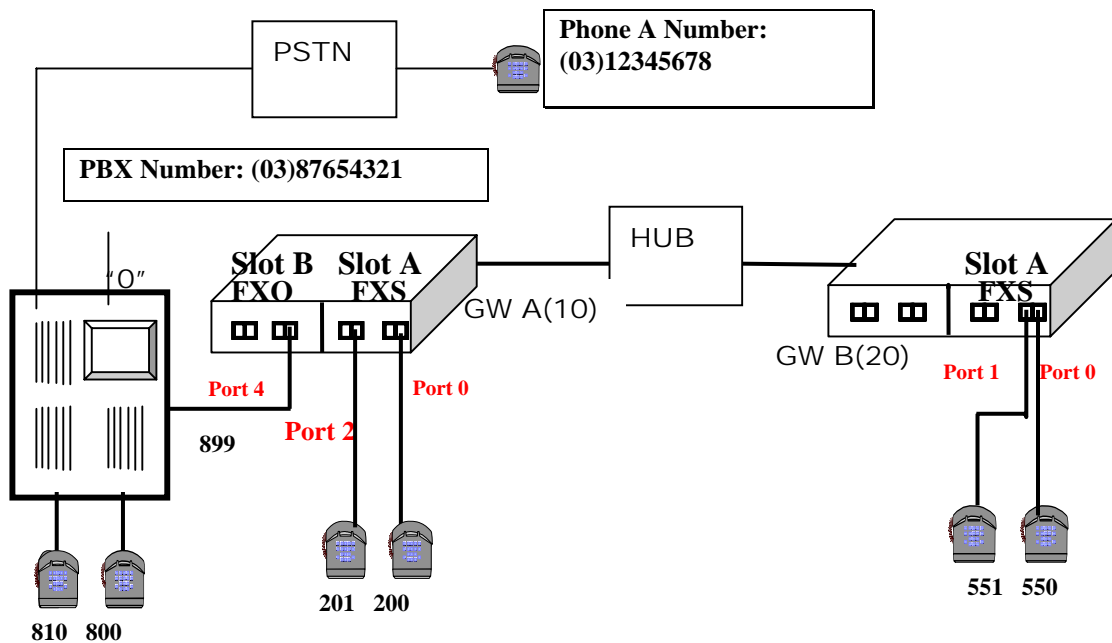 PSTN
Phone A Number:
(03)12345678
PBX Number: (03)87654321
"0"
Slot B
FXO
Slot A
FXS
GW A(10)
HUB
Slot A
FXS
GW B(20)
Port 4
Port 2
Port 0
Port 1
Port 0
899
810
800
201
200
551
550